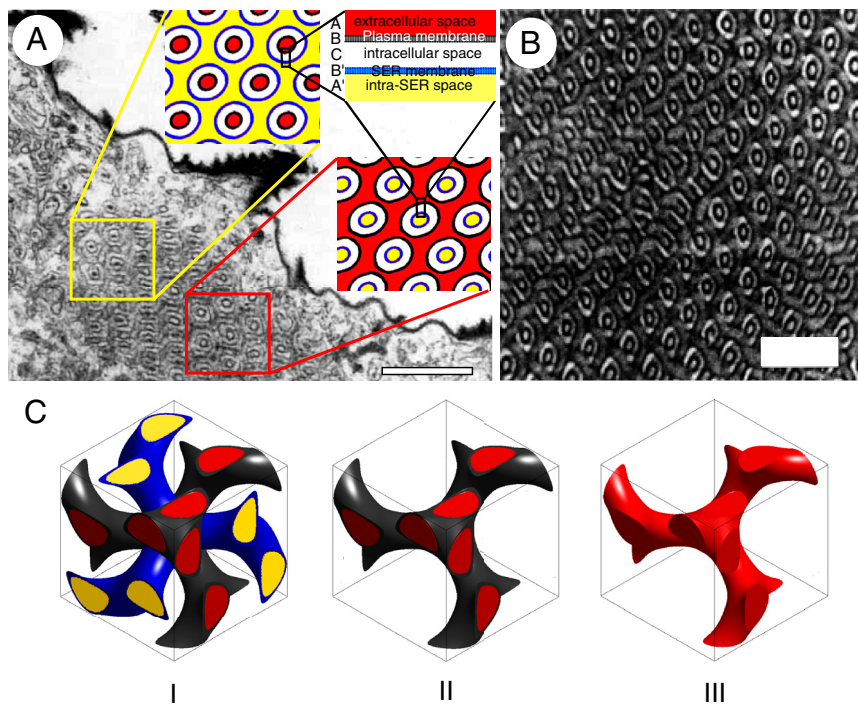 A
A extracellular space
B Plasma membrane
C intracellular space
B' SER membrane
A' intra-SER space
B
C
I II III